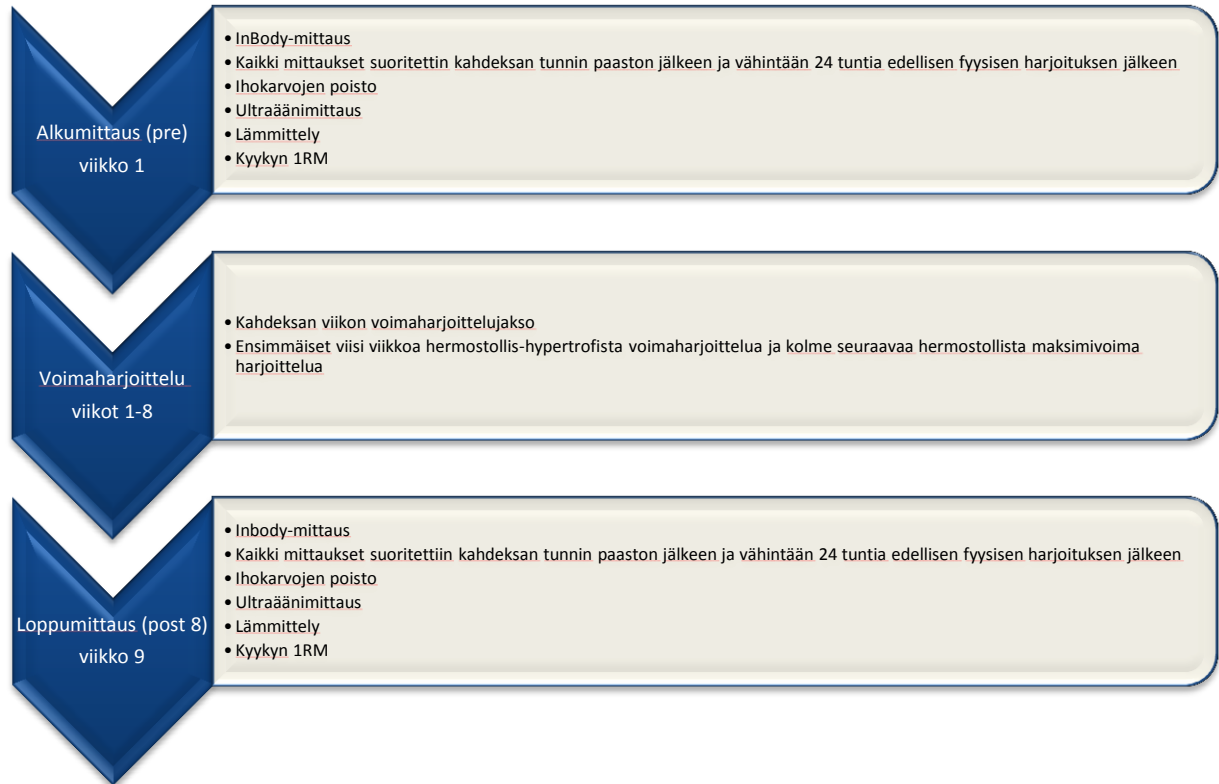 Alkumittaus (pre)
viikko 1
• InBody-mittaus
• Kaikki mittaukset suoritettin kahdeksan tunnin paaston jälkeen ja vähintään 24 tuntia edellisen fyysisen harjoituksen jälkeen
• Ihokarvojen poisto
• Ultraäänimittaus
• Lämmittely
• Kyykyn 1RM
Voimaharjoittelu
viikot 1-8
• Kahdeksan viikon voimaharjoittelujakso
• Ensimmäiset viisi viikkoa hermostollis-hypertrofista voimaharjoittelua ja kolme seuraavaa hermostollista maksimivoima
harjoittelua
Loppumittaus (post 8)
viikko 9
• Inbody-mittaus
• Kaikki mittaukset suoritettiin kahdeksan tunnin paaston jälkeen ja vähintään 24 tuntia edellisen fyysisen harjoituksen jälkeen
• Ihokarvojen poisto
• Ultraäänimittaus
• Lämmittely
• Kyykyn 1RM